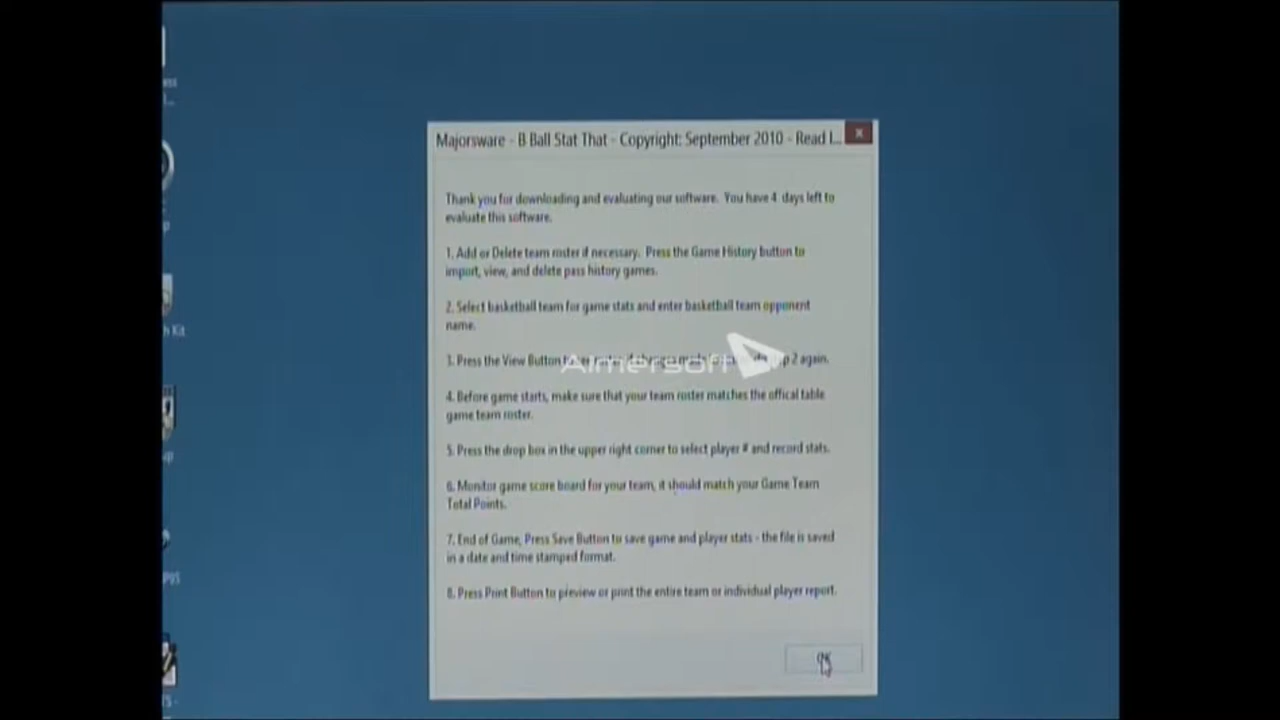 Majorsware - B Ball Stat That - Copyright: September 2010 - Read I...
Thank you for downloading and evaluating our software. You have 4 days left to
evaluate this software.
1. Add or Delete team roster if necessary. Press the Game History button to
import, view, and delete pass history games.
2. Select basketball team for game stats and enter basketball team opponent
name.
3. Press the View Button 2 again.
Aimersoft
4. Before game starts, make sure that your team roster matches the offical table
game team roster.
5. Press the drop box in the upper right corner to select player # and record stats.
6. Monitor game score board for your team, it should match your Game Team
Total Points.
7. End of Game, Press Save Button to save game and player stats - the file is saved
in a date and time stamped format.
8. Press Print Button to preview or print the entire team or individual player report.
OK